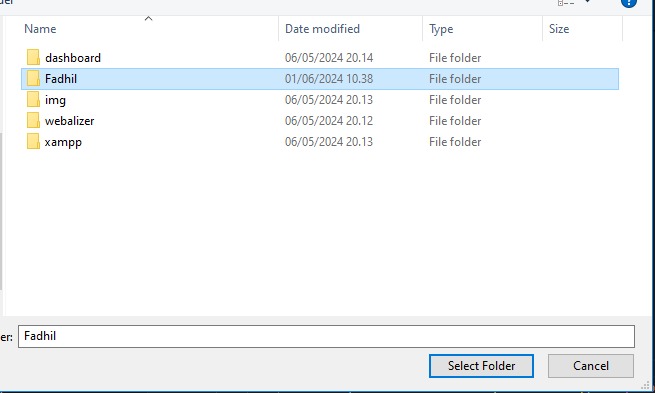 der
?
Name Date modified Type Size
dashboard 06/05/2024 20.14 File folder
Fadhil 01/06/2024 10.38 File folder
img 06/05/2024 20.13 File folder
webalizer 06/05/2024 20.12 File folder
xampp 06/05/2024 20.13 File folder
er: Fadhil
Select Folder Cancel